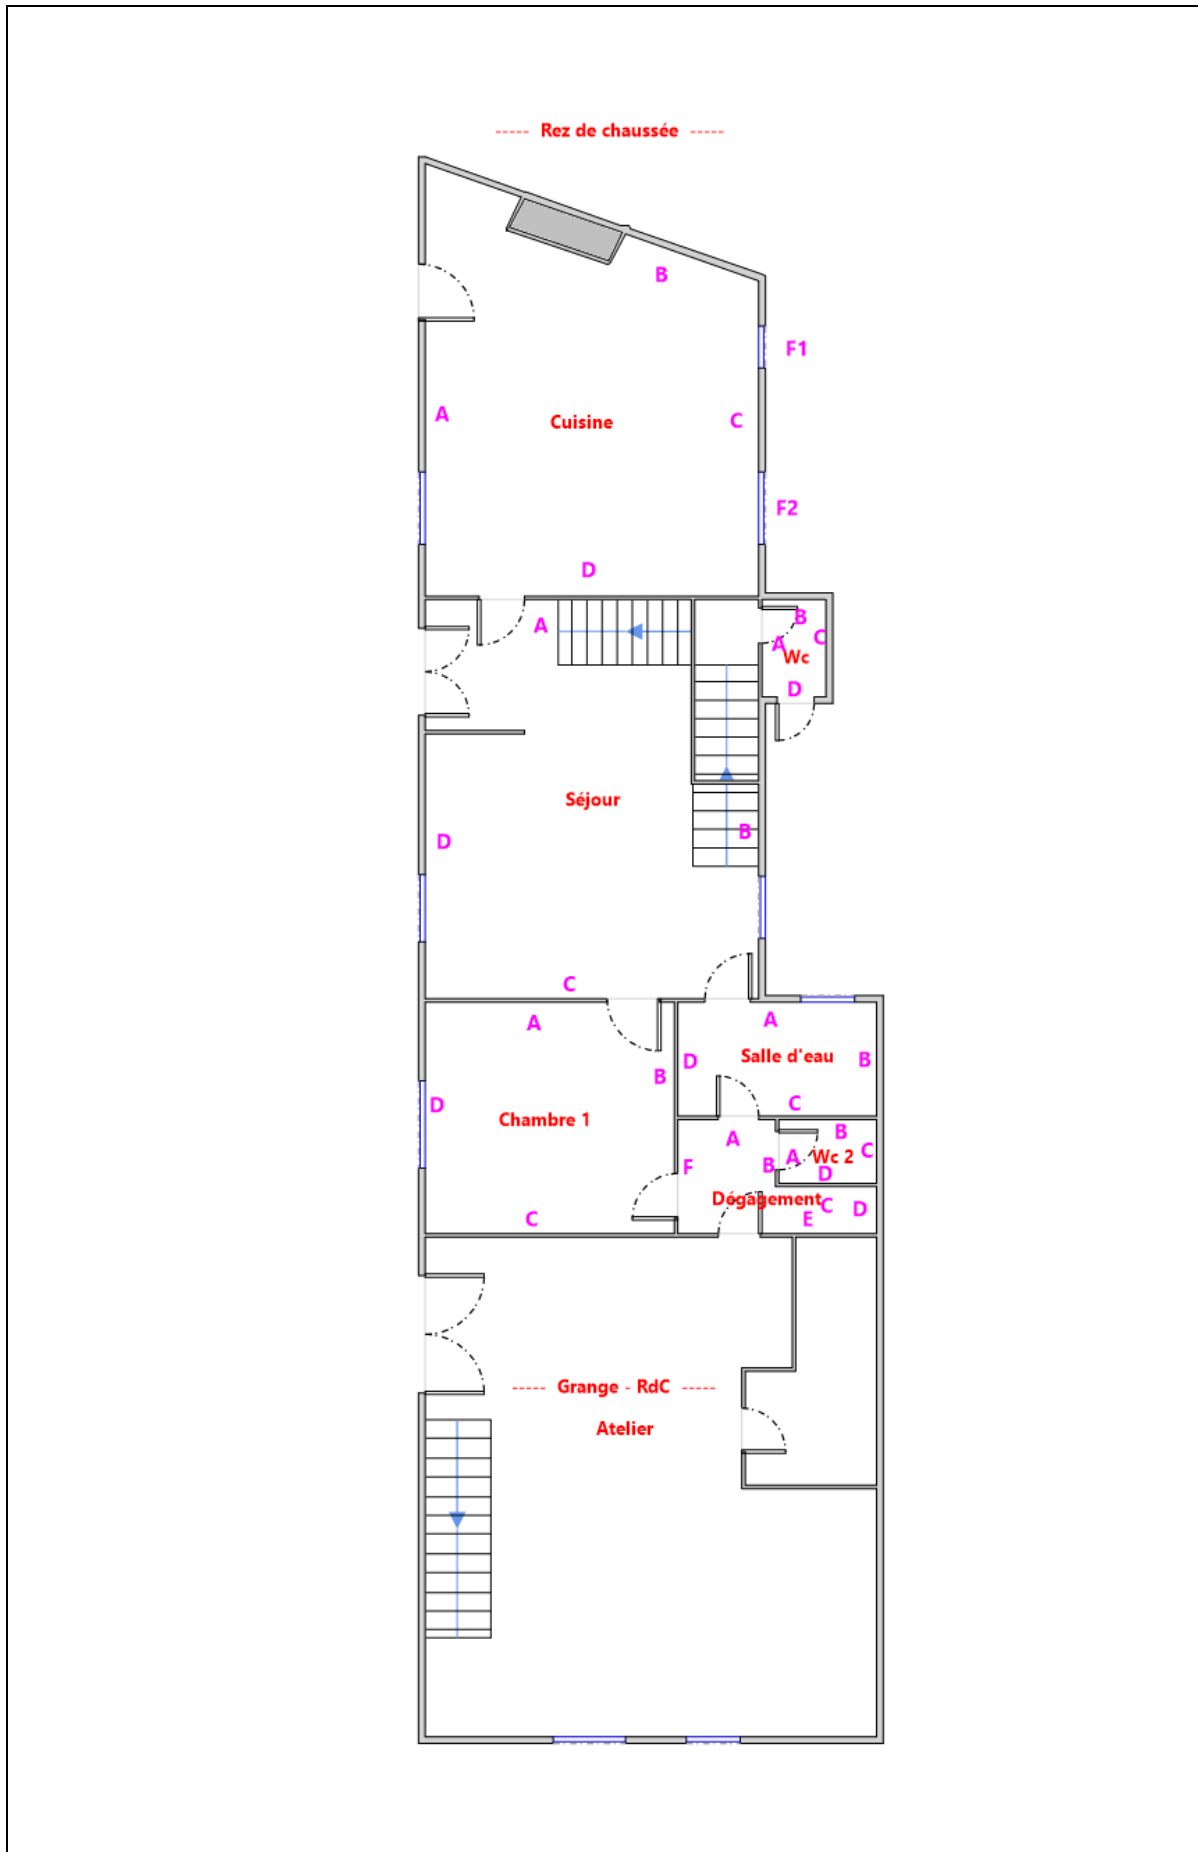 ----- Rez de chaussée -----
B
F1
A
Cuisine
C
F2
D
A
B
C
A
Wc
D
Séjour
B
D
C
A
A
Salle d'eau
D
B
B
D
C
Chambre 1
A
B
C
A
Wc 2
F
B
D
Dégagement
C
D
C
E
----- Grange - RdC -----
Atelier